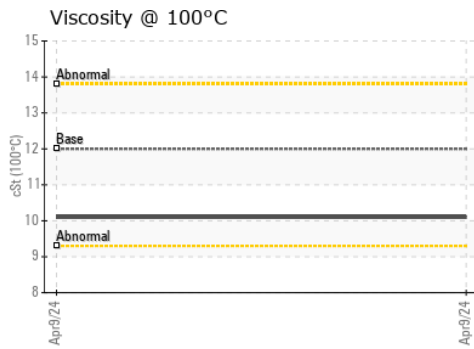 Viscosity @ 100°C
15
Abnormal
14
13
Base
12
11
10
Abnormal
9
8
cSt (100°C)
Apr9/24
Apr9/24